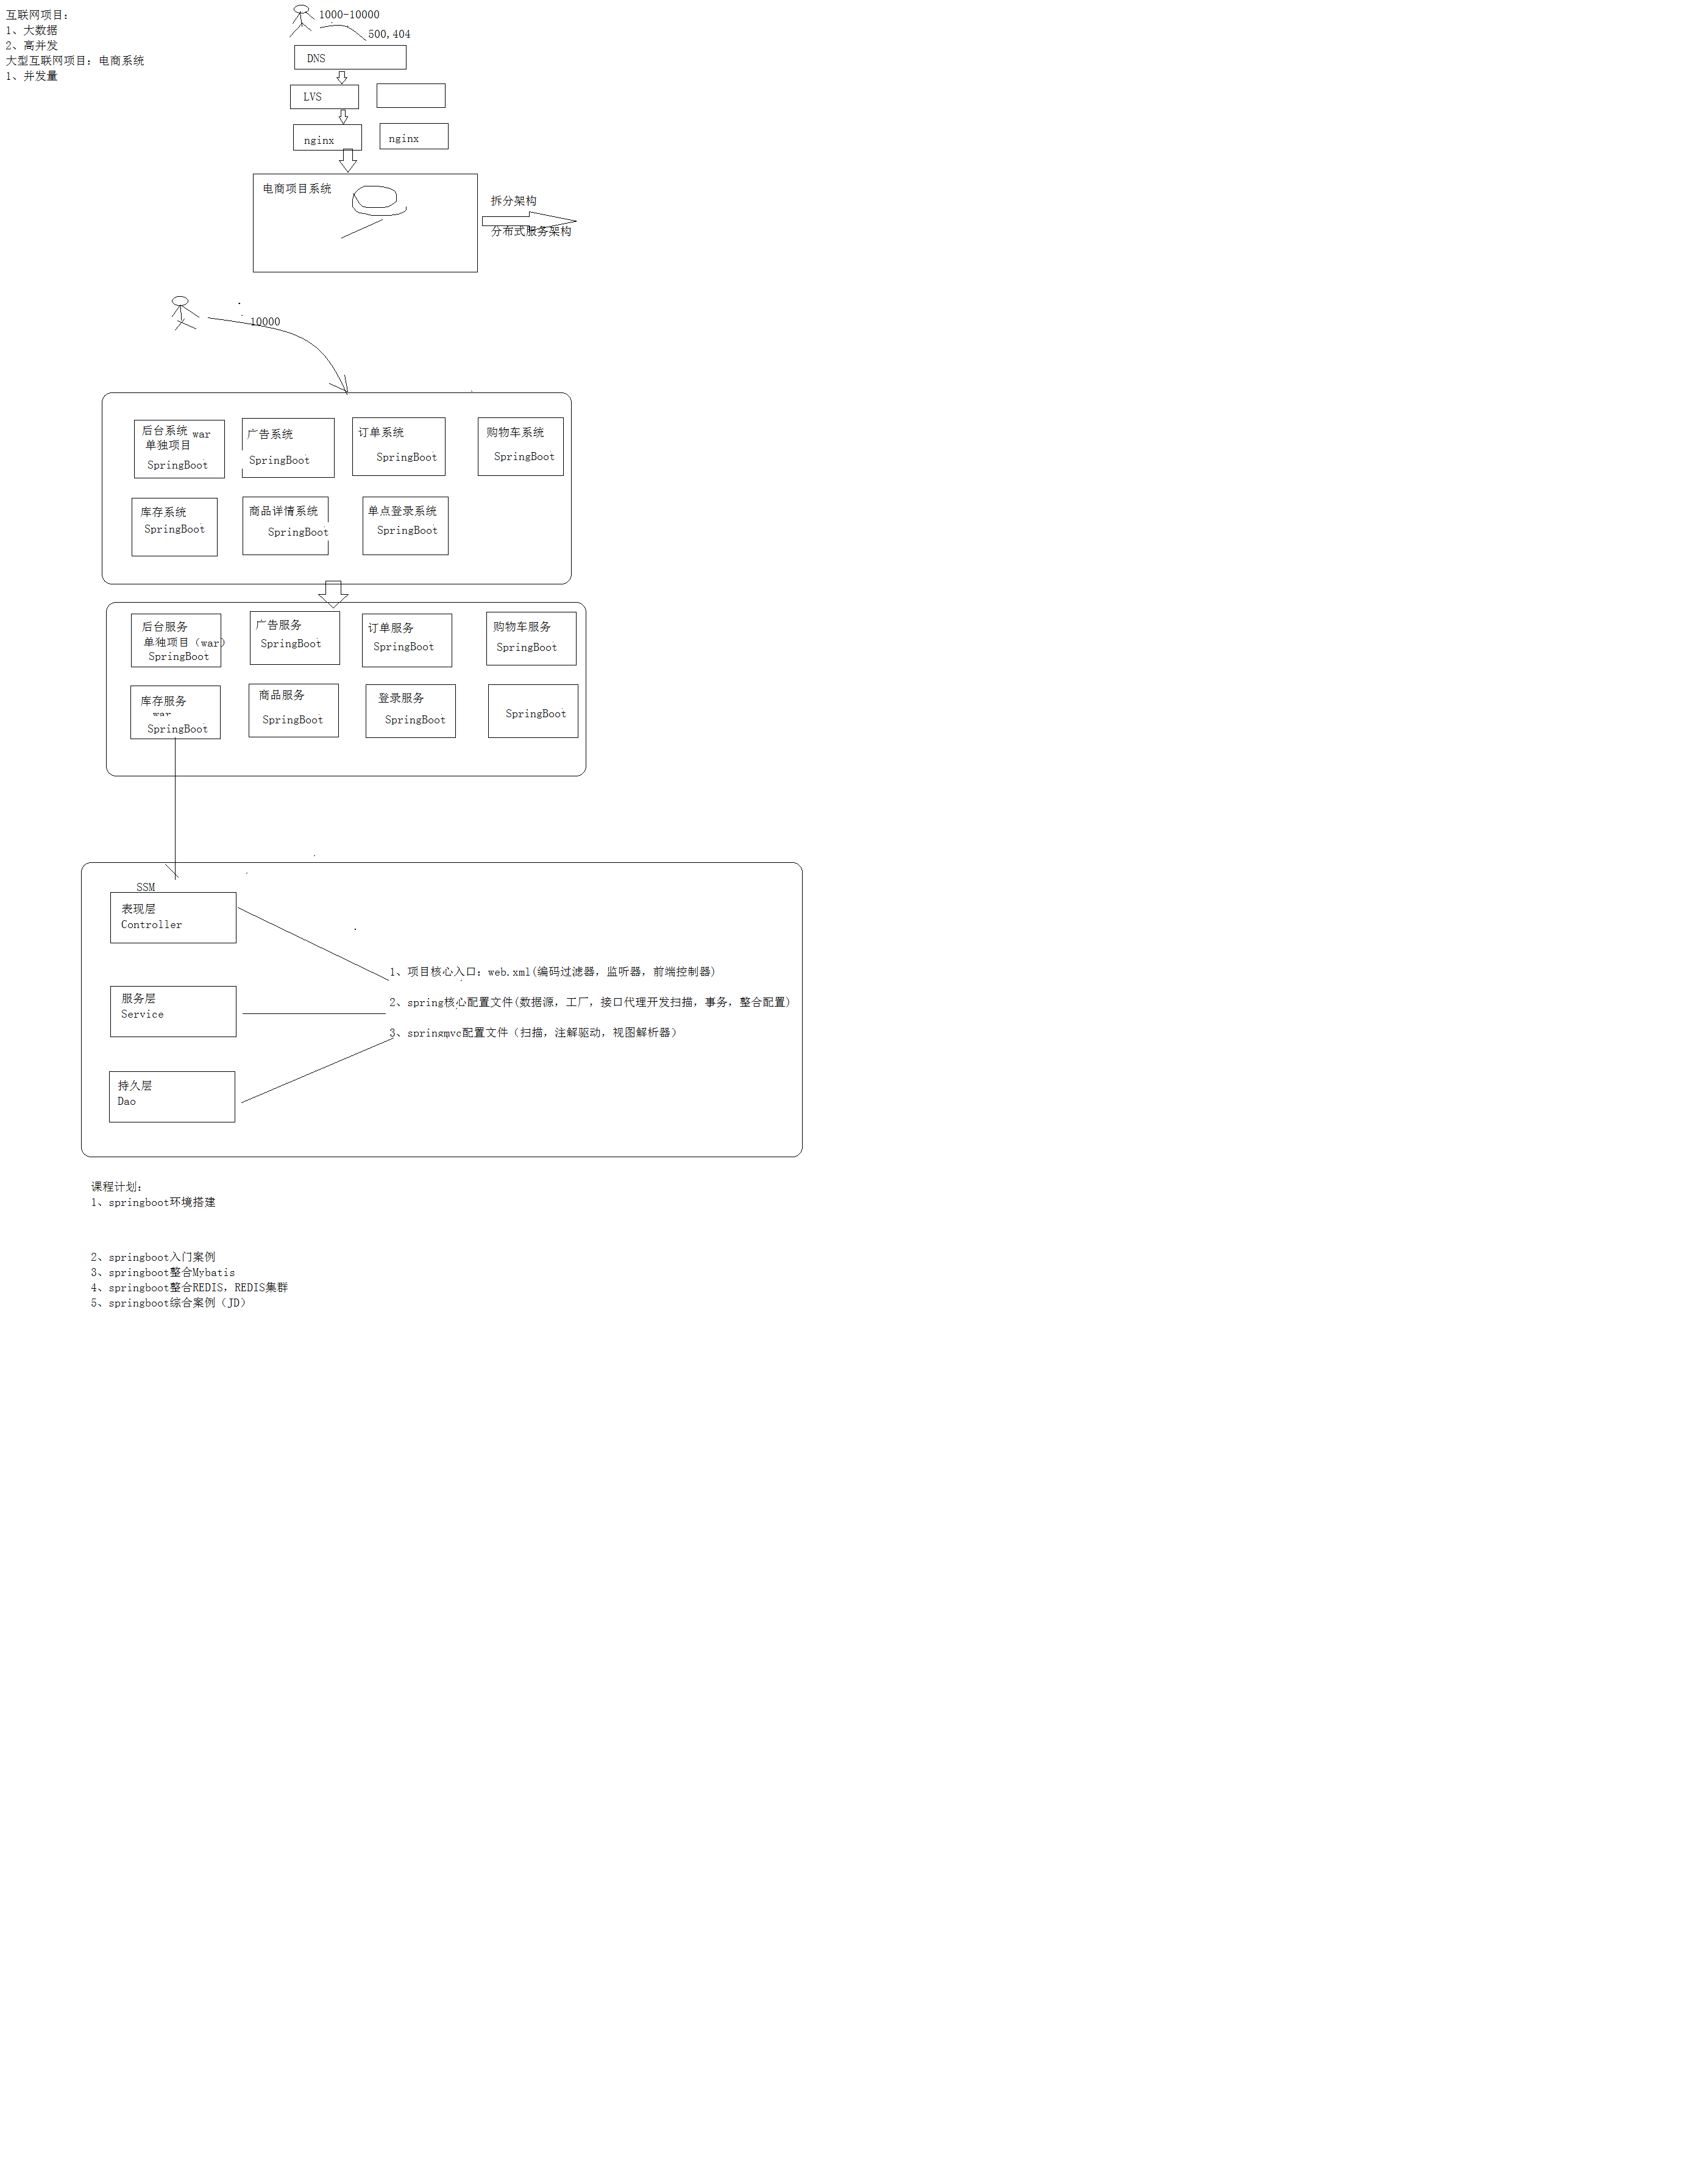 互联网项目：
1、大数据
2、高并发
大型互联网项目：电商系统
1、并发量
1000-10000
500,404
DNS
LVS
nginx
nginx
电商项目系统
拆分架构
分布式服务架构
10000
后台系统 war
单独项目
SpringBoot
广告系统
SpringBoot
订单系统
SpringBoot
购物车系统
SpringBoot
库存系统
SpringBoot
商品详情系统
SpringBoot
单点登录系统
SpringBoot
后台服务
单独项目（war）
SpringBoot
广告服务
SpringBoot
订单服务
SpringBoot
购物车服务
SpringBoot
库存服务
war
SpringBoot
商品服务
SpringBoot
登录服务
SpringBoot
SpringBoot
SSM
表现层
Controller
服务层
Service
持久层
Dao
1、项目核心入口：web.xml(编码过滤器，监听器，前端控制器)
2、spring核心配置文件(数据源，工厂，接口代理开发扫描，事务，整合配置)
3、springmvc配置文件（扫描，注解驱动，视图解析器）
课程计划：
1、springboot环境搭建
2、springboot入门案例
3、springboot整合Mybatis
4、springboot整合REDIS，REDIS集群
5、springboot综合案例（JD）